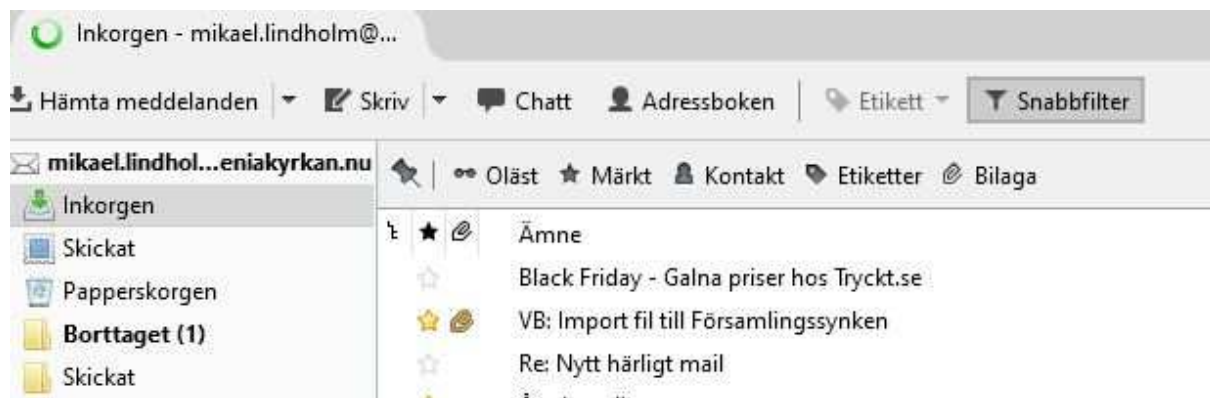 Inkorgen - mikael.lindholm@...
Hämta meddelanden Skriv Chatt Adressboken Etikett Snabbfilter
mikael.lindhol...eniakyrkan.nu
Oläst Märkt Kontakt Etiketter Bilaga
Inkorgen
Skickat
Papperskorgen
Borttaget (1)
Skickat
Ämne
Black Friday - Galna priser hos Tryckt.se
VB: Import fil till Församlingssynken
Re: Nytt härligt mail